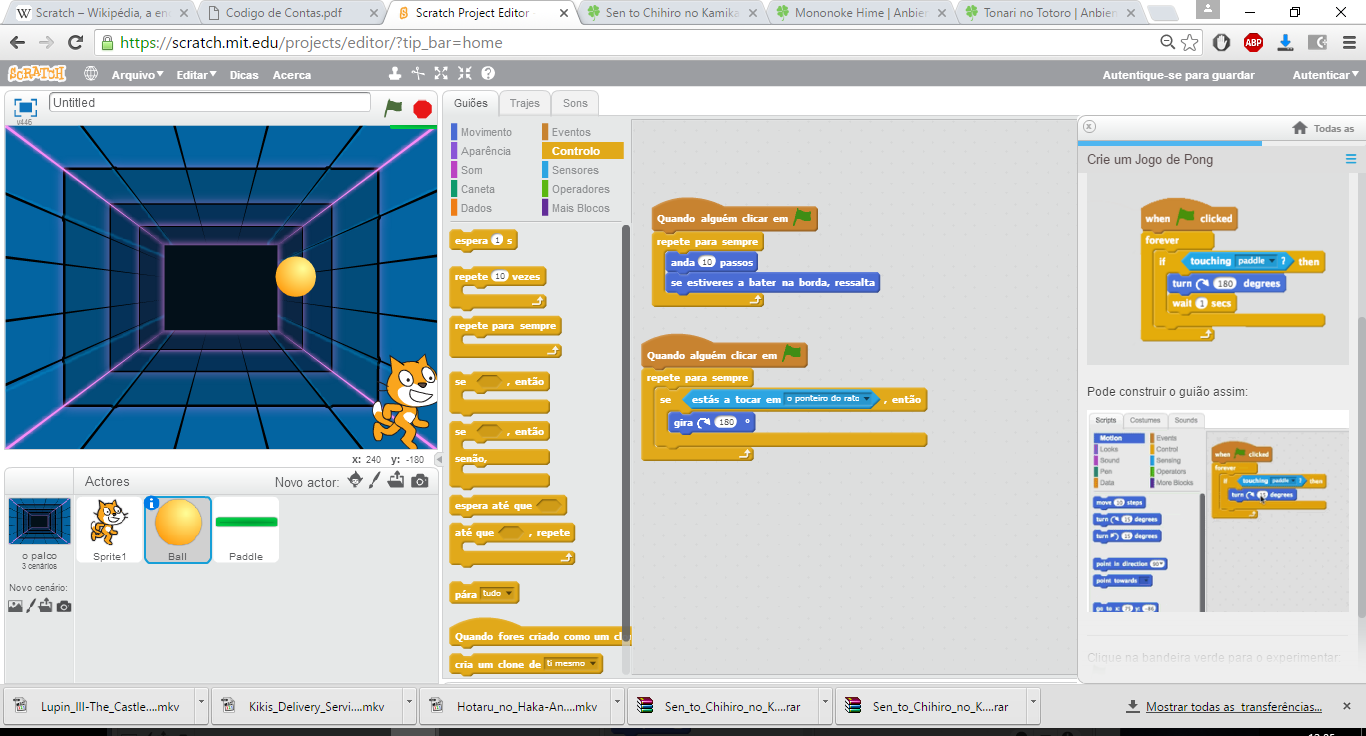 Scratch – Wikipédia, a en
Codigo de Contas.pdf
Scratch Project Editor -
Sen to Chihiro no Kamika
Mononoke Hime | Anbien
Tonari no Totoro | Anbien
https://scratch.mit.edu/projects/editor/?tip_bar=home
ABP
SCRATCH
Arquivo
Editar
Dicas
Acerca
Autentique-se para guardar
Autenticar
Untitled
v446
Guiões
Trajes
Sons
Movimento
Eventos
Aparência
Controlo
Som
Sensores
Caneta
Operadores
Dados
Mais Blocos
espera 1 s
repete 10 vezes
repete para sempre
se , então
se , então
senão,
espera até que
até que , repete
pára tudo
Quando fores criado como um cl
cria um clone de ti mesmo
Quando alguém clicar em
repete para sempre
anda 10 passos
se estiveres a bater na borda, ressalta
Quando alguém clicar em
repete para sempre
se estás a tocar em o ponteiro do rato , então
gira 180 º
x: 240 y: -180
Actores
Novo actor:
o palco
3 cenários
Novo cenário:
Sprite1
Ball
Paddle
Todas as
Crie um Jogo de Pong
when clicked
forever
if touching paddle ? then
turn 180 degrees
wait 1 secs
Pode construir o guião assim:
Scripts
Costumes
Sounds
Motion
Events
Looks
Control
Sound
Sensing
Pen
Operators
Data
More Blocks
move 10 steps
turn 15 degrees
turn 15 degrees
point in direction 90
point towards
go to x: 75 y: -86
when clicked
forever
if touching paddle ? then
turn 15 degrees
Clique na bandeira verde para o experimentar.
Lupin_III-The_Castle....mkv
Kikis_Delivery_Servi....mkv
Hotaru_no_Haka-An....mkv
Sen_to_Chihiro_no_K....rar
Sen_to_Chihiro_no_K....rar
Mostrar todas as transferências...